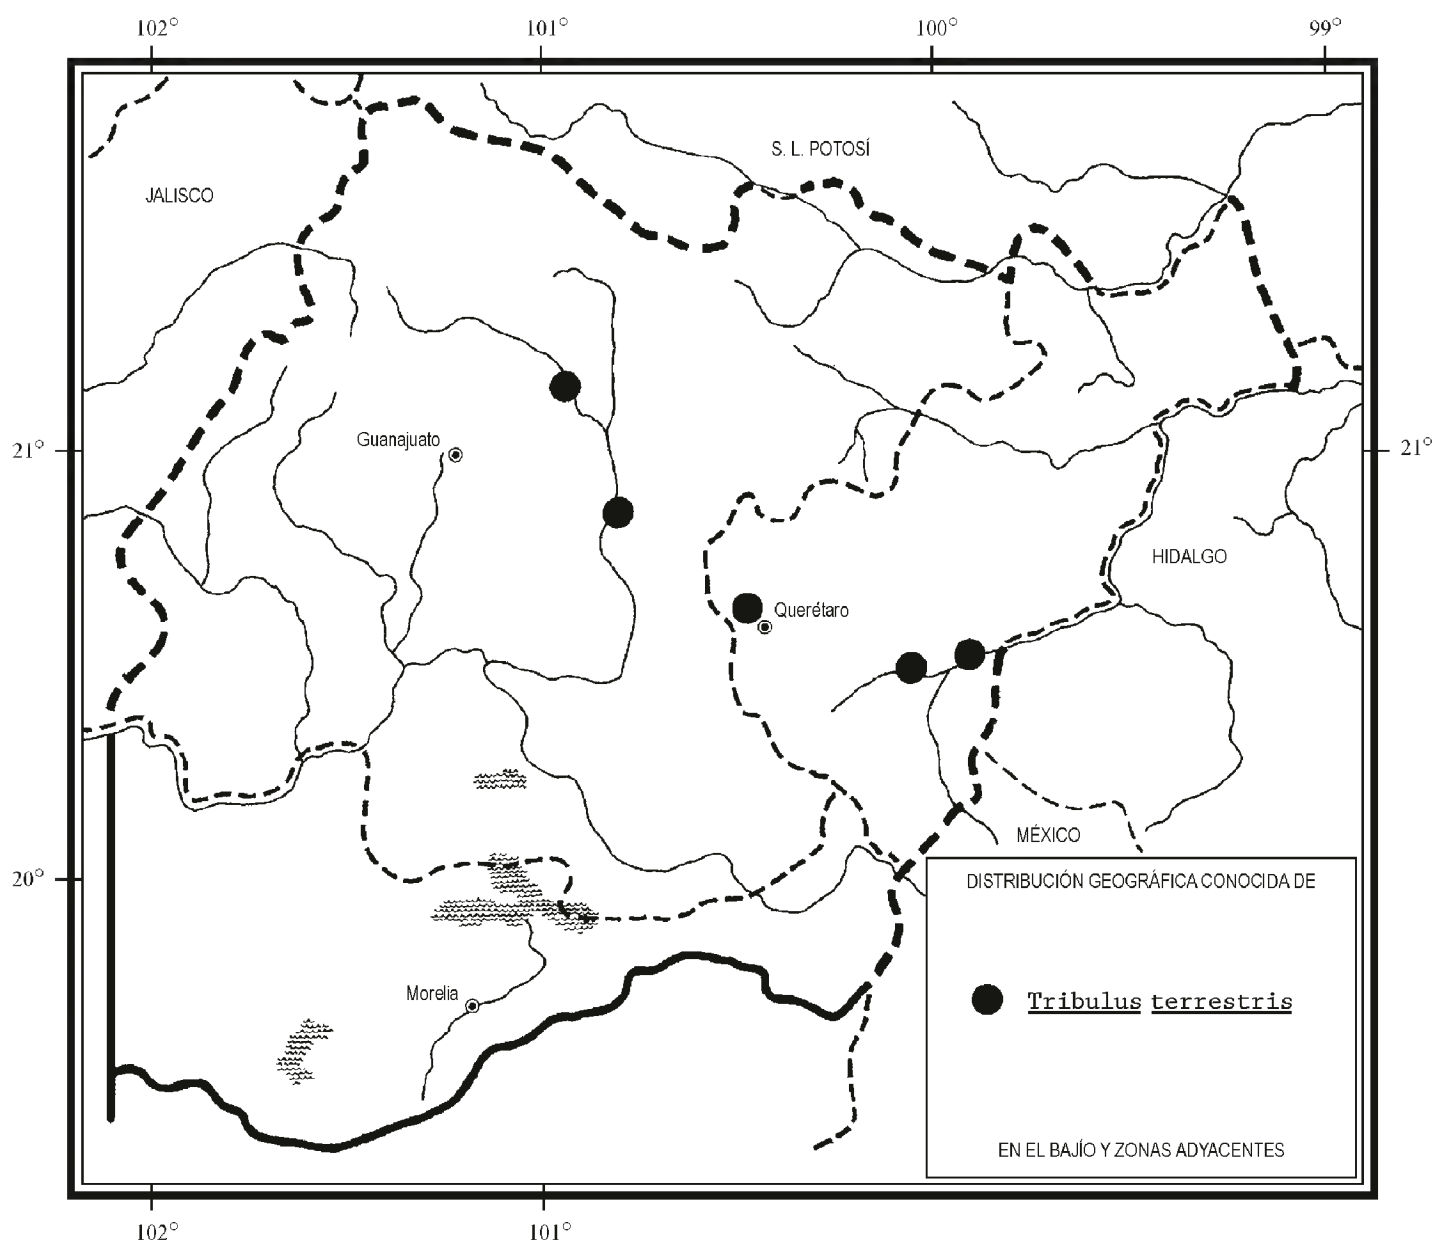 102° 101° 100° 99°
S. L. POTOSÍ
JALISCO
Guanajuato
21° 21°
HIDALGO
Querétaro
MÉXICO
20°
DISTRIBUCIÓN GEOGRÁFICA CONOCIDA DE
Morelia
Tribulus terrestris
EN EL BAJÍO Y ZONAS ADYACENTES
102° 101°